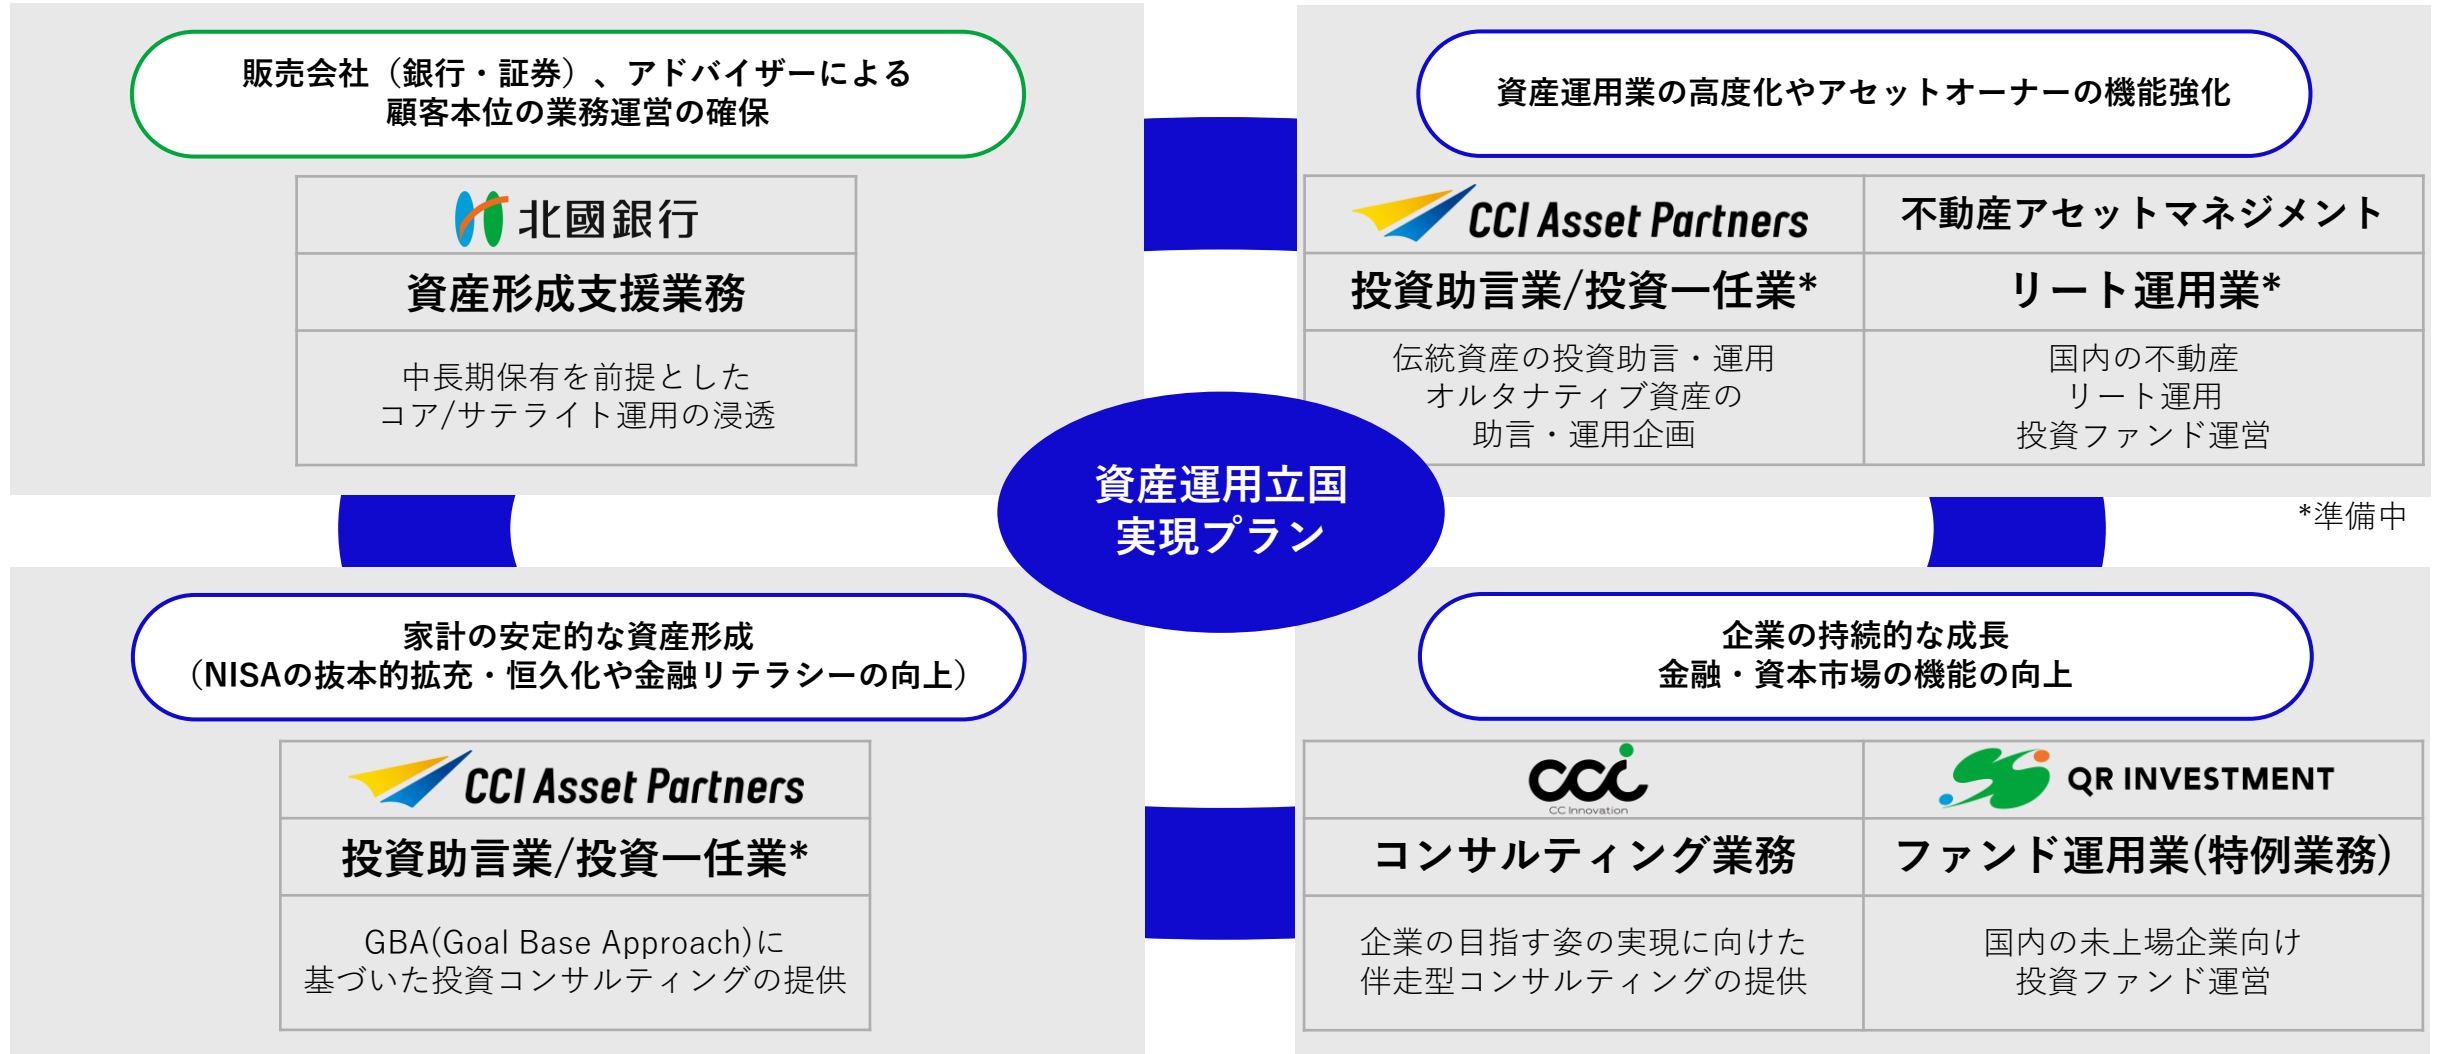 販売会社（銀行・証券）、アドバイザーによる
顧客本位の業務運営の確保
北國銀行
資産形成支援業務
中長期保有を前提とした
コア/サテライト運用の浸透
資産運用業の高度化やアセットオーナーの機能強化
CCI Asset Partners
投資助言業/投資一任業*
伝統資産の投資助言・運用
オルタナティブ資産の
助言・運用企画
不動産アセットマネジメント
リート運用業*
国内の不動産
リート運用
投資ファンド運営
*準備中
資産運用立国
実現プラン
家計の安定的な資産形成
（NISAの抜本的拡充・恒久化や金融リテラシーの向上）
CCI Asset Partners
投資助言業/投資一任業*
GBA(Goal Base Approach)に
基づいた投資コンサルティングの提供
企業の持続的な成長
金融・資本市場の機能の向上
cci
CC Innovation
コンサルティング業務
企業の目指す姿の実現に向けた
伴走型コンサルティングの提供
QR INVESTMENT
ファンド運用業(特例業務)
国内の未上場企業向け
投資ファンド運営